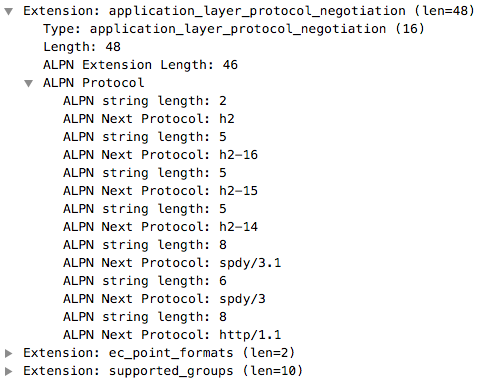 Extension: application_layer_protocol_negotiation (len=48)
Type: application_layer_protocol_negotiation (16)
Length: 48
ALPN Extension Length: 46
ALPN Protocol
ALPN string length: 2
ALPN Next Protocol: h2
ALPN string length: 5
ALPN Next Protocol: h2-16
ALPN string length: 5
ALPN Next Protocol: h2-15
ALPN string length: 5
ALPN Next Protocol: h2-14
ALPN string length: 8
ALPN Next Protocol: spdy/3.1
ALPN string length: 6
ALPN Next Protocol: spdy/3
ALPN string length: 8
ALPN Next Protocol: http/1.1
Extension: ec_point_formats (len=2)
Extension: supported_groups (len=10)